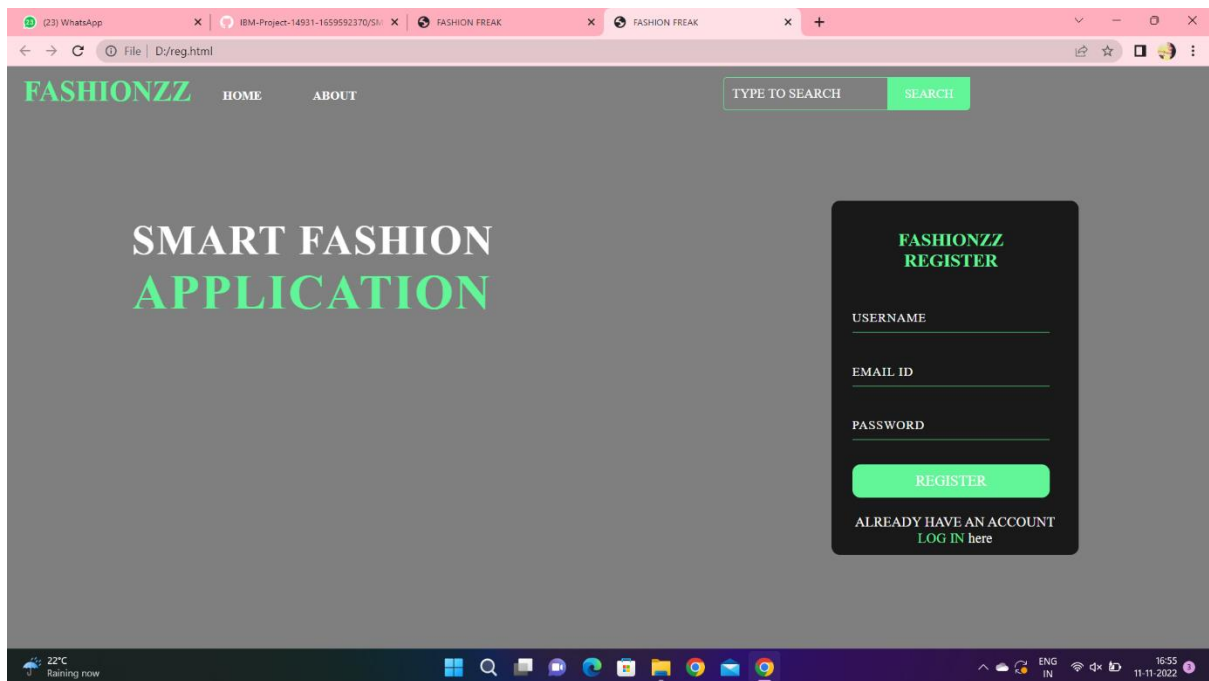 23
(23) WhatsApp
IBM-Project-14931-1659592370/SM
FASHION FREAK
FASHION FREAK
File | D:/reg.html
FASHIONZZ HOME ABOUT TYPE TO SEARCH SEARCH
SMART FASHION
APPLICATION
FASHIONZZ
REGISTER
USERNAME
EMAIL ID
PASSWORD
REGISTER
ALREADY HAVE AN ACCOUNT
LOG IN here
22°C
Raining now
ENG
IN
16:55
11-11-2022
3